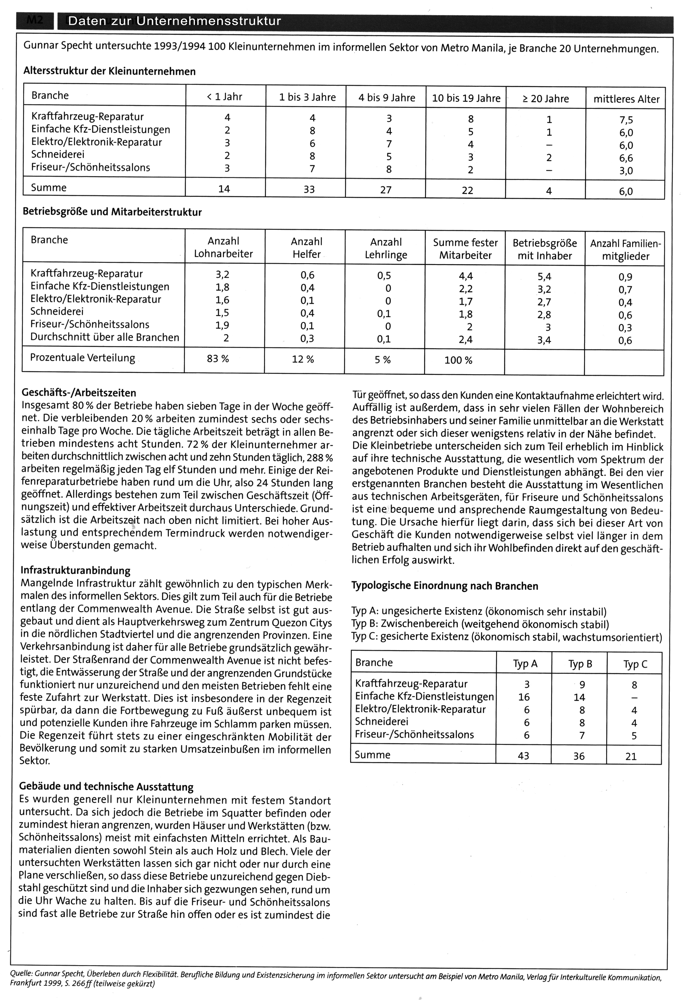 M2
Daten zur Unternehmensstruktur
Gunnar Specht untersuchte 1993/1994 100 Kleinunternehmen im informellen Sektor von Metro Manila, je Branche 20 Unternehmungen.
Altersstruktur der Kleinunternehmen
Branche < 1 Jahr 1 bis 3 Jahre 4 bis 9 Jahre 10 bis 19 Jahre ≥ 20 Jahre mittleres Alter
Kraftfahrzeug-Reparatur 4 4 3 8 1 7,5
Einfache Kfz-Dienstleistungen 2 8 4 5 1 6,0
Elektro/Elektronik-Reparatur 3 6 7 4 – 6,0
Schneiderei 2 8 5 3 2 6,6
Friseur-/Schönheitssalons 3 7 8 2 – 3,0
Summe 14 33 27 22 4 6,0
Betriebsgröße und Mitarbeiterstruktur
Branche Anzahl Anzahl Anzahl Summe fester Betriebsgröße Anzahl Familien-
Lohnarbeiter Helfer Lehrlinge Mitarbeiter mit Inhaber mitglieder
Kraftfahrzeug-Reparatur 3,2 0,6 0,5 4,4 5,4 0,9
Einfache Kfz-Dienstleistungen 1,8 0,4 0 2,2 3,2 0,7
Elektro/Elektronik-Reparatur 1,6 0,1 0 1,7 2,7 0,4
Schneiderei 1,5 0,4 0,1 1,8 2,8 0,6
Friseur-/Schönheitssalons 1,9 0,1 0 2 3 0,3
Durchschnitt über alle Branchen 2 0,3 0,1 2,4 3,4 0,6
Prozentuale Verteilung 83 % 12 % 5 % 100 %
Geschäfts-/Arbeitszeiten
Insgesamt 80 % der Betriebe haben sieben Tage in der Woche geöff-
net. Die verbleibenden 20 % arbeiten zumindest sechs oder sechs-
einhalb Tage pro Woche. Die tägliche Arbeitszeit beträgt in allen Be-
trieben mindestens acht Stunden. 72 % der Kleinunternehmer ar-
beiten durchschnittlich zwischen acht und zehn Stunden täglich, 288 %
arbeiten regelmäßig jeden Tag elf Stunden und mehr. Einige der Rei-
fenreparaturbetriebe haben rund um die Uhr, also 24 Stunden lang
geöffnet. Allerdings bestehen zum Teil zwischen Geschäftszeit (Öff-
nungszeit) und effektiver Arbeitszeit durchaus Unterschiede. Grund-
sätzlich ist die Arbeitszeit nach oben nicht limitiert. Bei hoher Aus-
lastung und entsprechendem Termindruck werden notwendiger-
weise Überstunden gemacht.
Infrastrukturanbindung
Mangelnde Infrastruktur zählt gewöhnlich zu den typischen Merk-
malen des informellen Sektors. Dies gilt zum Teil auch für die Betriebe
entlang der Commenwealth Avenue. Die Straße selbst ist gut aus-
gebaut und dient als Hauptverkehrsweg zum Zentrum Quezon Citys
in die nördlichen Stadtviertel und die angrenzenden Provinzen. Eine
Verkehrsanbindung ist daher für alle Betriebe grundsätzlich gewähr-
leistet. Der Straßenrand der Commenwealth Avenue ist nicht befes-
tigt, die Entwässerung der Straße und der angrenzenden Grundstücke
funktioniert nur unzureichend und den meisten Betrieben fehlt eine
feste Zufahrt zur Werkstatt. Dies ist insbesondere in der Regenzeit
spürbar, da dann die Fortbewegung zu Fuß äußerst unbequem ist
und potenzielle Kunden ihre Fahrzeuge im Schlamm parken müssen.
Die Regenzeit führt stets zu einer eingeschränkten Mobilität der
Bevölkerung und somit zu starken Umsatzeinbußen im informellen
Sektor.
Gebäude und technische Ausstattung
Es wurden generell nur Kleinunternehmen mit festem Standort
untersucht. Da sich jedoch die Betriebe im Squatter befinden oder
zumindest hieran angrenzen, wurden Häuser und Werkstätten (bzw.
Schönheitssalons) meist mit einfachsten Mitteln errichtet. Als Bau-
materialien dienten sowohl Stein als auch Holz und Blech. Viele der
untersuchten Werkstätten lassen sich gar nicht oder nur durch eine
Plane verschließen, so dass diese Betriebe unzureichend gegen Dieb-
stahl geschützt sind und die Inhaber sich gezwungen sehen, rund um
die Uhr Wache zu halten. Bis auf die Friseur- und Schönheitssalons
sind fast alle Betriebe zur Straße hin offen oder es ist zumindest die
Tür geöffnet, so dass den Kunden eine Kontaktaufnahme erleichtert wird.
Auffällig ist außerdem, dass in sehr vielen Fällen der Wohnbereich
des Betriebsinhabers und seiner Familie unmittelbar an die Werkstatt
angrenzt oder sich dieser wenigstens relativ in der Nähe befindet.
Die Kleinbetriebe unterscheiden sich zum Teil erheblich im Hinblick
auf ihre technische Ausstattung, die wesentlich vom Spektrum der
angebotenen Produkte und Dienstleistungen abhängt. Bei den vier
erstgenannten Branchen besteht die Ausstattung im Wesentlichen
aus technischen Arbeitsgeräten, für Friseure und Schönheitssalons
ist eine bequeme und ansprechende Raumgestaltung von Bedeu-
tung. Die Ursache hierfür liegt darin, dass sich bei dieser Art von
Geschäft die Kunden notwendigerweise selbst viel länger in dem
Betrieb aufhalten und sich ihr Wohlbefinden direkt auf den geschäft-
lichen Erfolg auswirkt.
Typologische Einordnung nach Branchen
Typ A: ungesicherte Existenz (ökonomisch sehr instabil)
Typ B: Zwischenbereich (weitgehend ökonomisch stabil)
Typ C: gesicherte Existenz (ökonomisch stabil, wachstumsorientiert)
Branche Typ A Typ B Typ C
Kraftfahrzeug-Reparatur 3 9 8
Einfache Kfz-Dienstleistungen 16 14 –
Elektro/Elektronik-Reparatur 6 8 4
Schneiderei 6 8 4
Friseur-/Schönheitssalons 6 7 5
Summe 43 36 21
Quelle: Gunnar Specht, Überleben durch Flexibilität. Berufliche Bildung und Existenzsicherung im informellen Sektor untersucht am Beispiel von Metro Manila, Verlag für Interkulturelle Kommunikation,
Frankfurt 1999, S. 266ff (teilweise gekürzt)